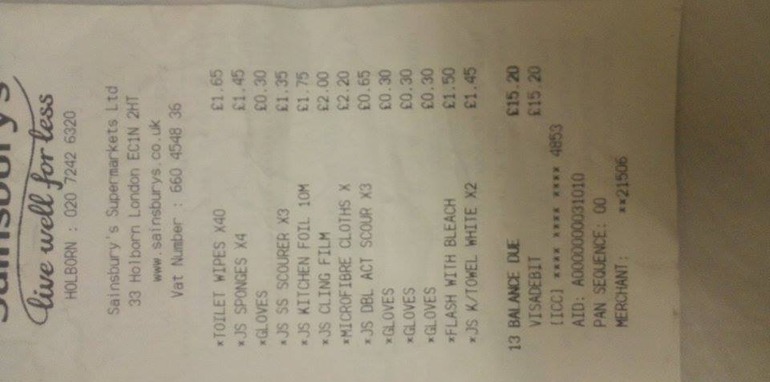 Sainsbury's
live well for less
HOLBORN : 020 7242 6320
Sainsbury's Supermarkets Ltd
33 Holborn London EC1N 2HT
www.sainsburys.co.uk
Vat Number : 660 4548 36
*TOILET WIPES X40 £1.65
*JS SPONGES X4 £1.45
*GLOVES £0.30
*JS SS SCOURER X3 £1.35
*JS KITCHEN FOIL 10M £1.75
*JS CLING FILM £2.00
*MICROFIBRE CLOTHS X £2.20
*JS DBL ACT SCOUR X3 £0.65
*GLOVES £0.30
*GLOVES £0.30
*GLOVES £0.30
*FLASH WITH BLEACH £1.50
*JS K/TOWEL WHITE X2 £1.45
13 BALANCE DUE £15.20
VISADEBIT £15.20
[ICC] **** **** **** 4853
AID: A0000000031010
PAN SEQUENCE: 00
MERCHANT: **21506